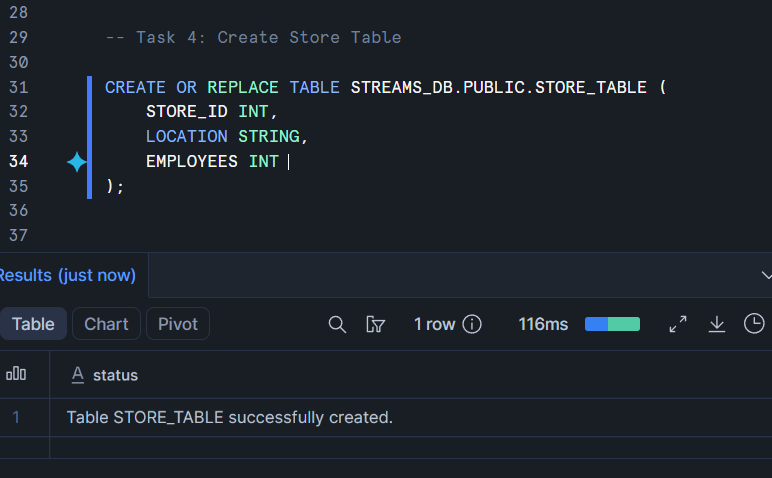 28
29 -- Task 4: Create Store Table
30
31 CREATE OR REPLACE TABLE STREAMS_DB.PUBLIC.STORE_TABLE (
32 STORE_ID INT,
33 LOCATION STRING,
34 EMPLOYEES INT
35 );
36
37
Results (just now)
Table Chart Pivot 1 row 116ms
A status
1 Table STORE_TABLE successfully created.